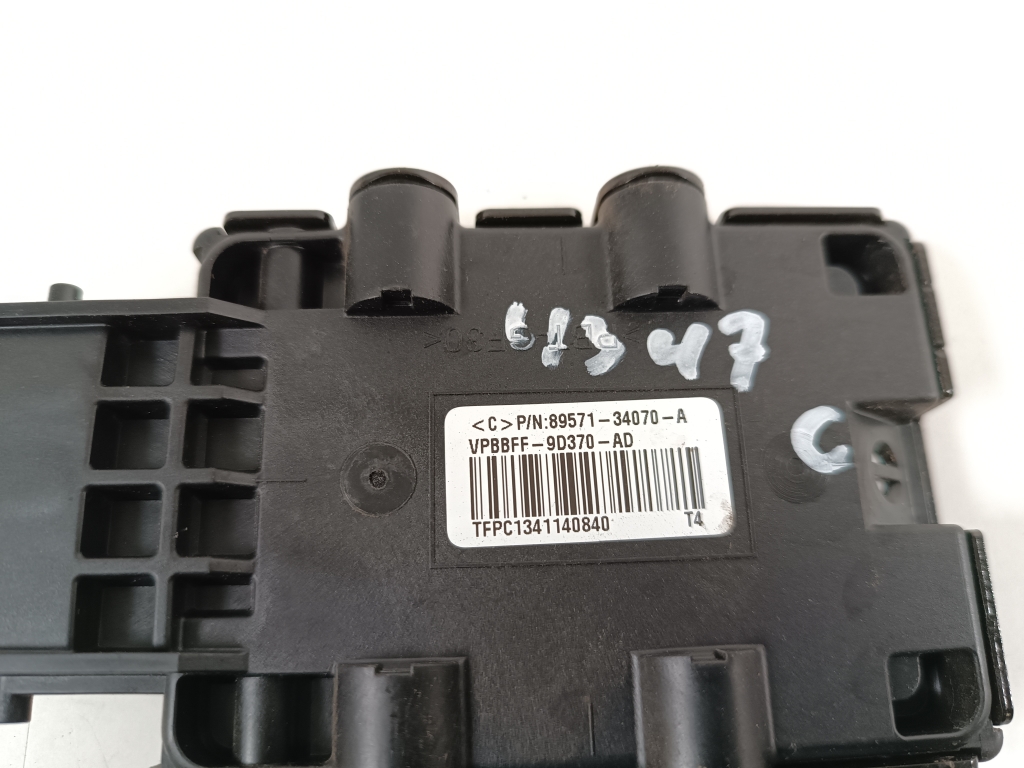 61347
C
<C>P/N:89571-34070-A
VPBBFF-9D370-AD
TFPC1341140840 T4